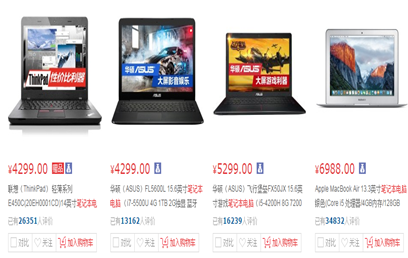 ThinkPad 性价比利器
华硕 ASUS 大屏影音娱乐
华硕 ASUS 大屏游戏利器
¥4299.00 赠品
¥4299.00
¥5299.00
¥6988.00
联想（ThinkPad）轻薄系列
E450C(20EH0001CD)14英寸笔记本电
华硕（ASUS）FL5600L 15.6英寸笔记本
电脑（i7-5500U 4G 1TB 2G独显 蓝牙
华硕（ASUS）飞行堡垒FX50JX 15.6英
寸游戏笔记本电脑（i5-4200H 8G 7200
Apple MacBook Air 13.3英寸笔记本电脑
银色(Core i5 处理器/4GB内存/128GB
已有26351人评价
已有13162人评价
已有16239人评价
已有34832人评价
对比 关注 加入购物车
对比 关注 加入购物车
对比 关注 加入购物车
对比 关注 加入购物车